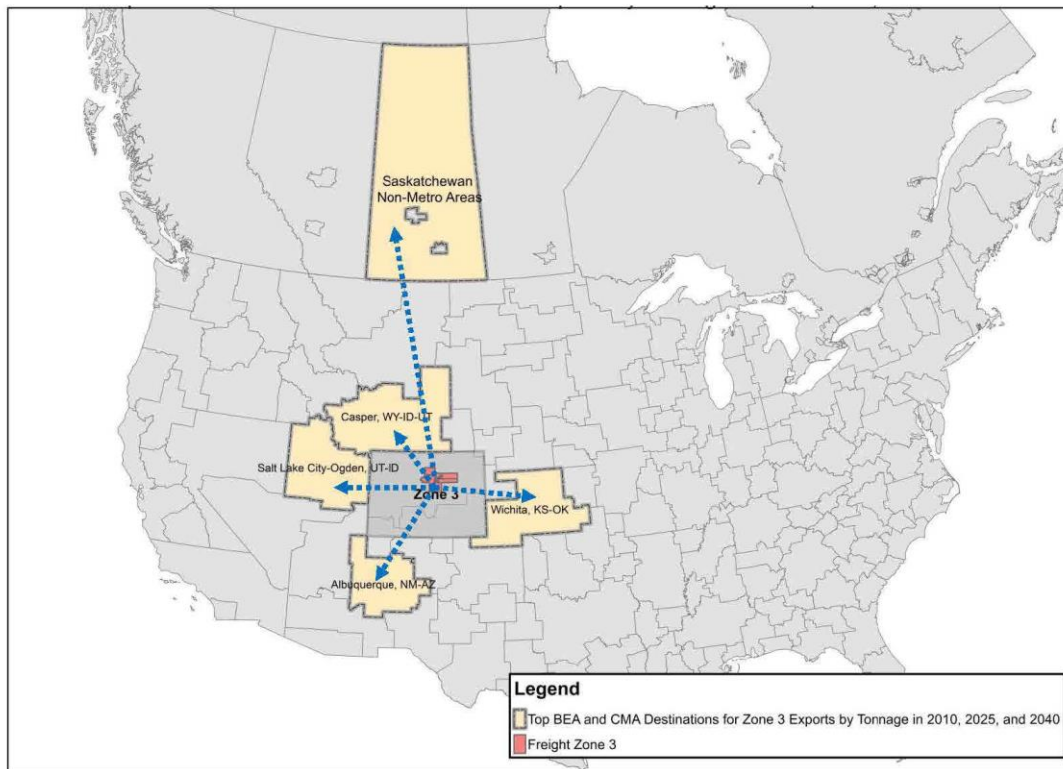 Saskatchewan
Non-Metro Areas
Casper, WY-ID-UT
Salt Lake City-Ogden, UT-ID
Zone 3
Wichita, KS-OK
Albuquerque, NM-AZ
Legend
Top BEA and CMA Destinations for Zone 3 Exports by Tonnage in 2010, 2025, and 2040
Freight Zone 3